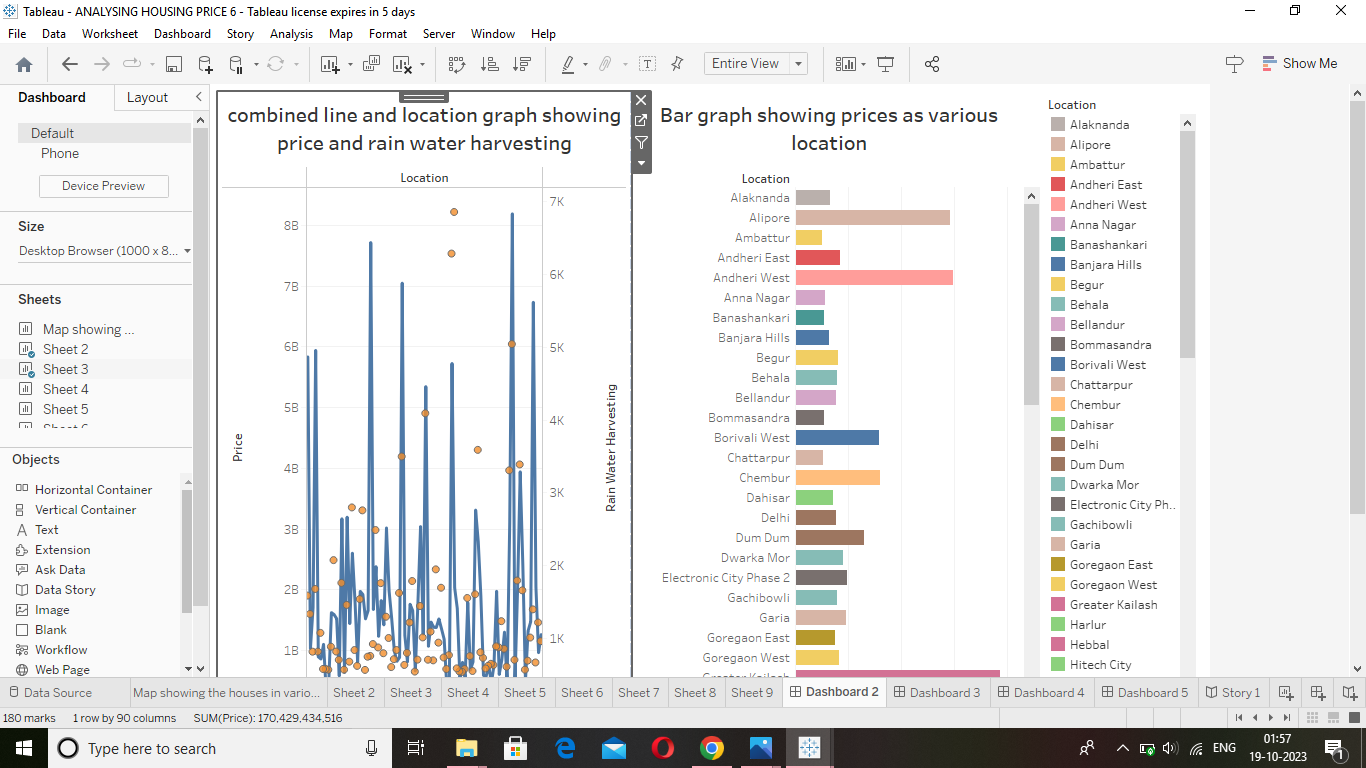 Tableau - ANALYSING HOUSING PRICE 6 - Tableau license expires in 5 days
File Data Worksheet Dashboard Story Analysis Map Format Server Window Help
Entire View
Show Me
Dashboard Layout
Default
Phone
Device Preview
Size
Desktop Browser (1000 x 8...
Sheets
Map showing ...
Sheet 2
Sheet 3
Sheet 4
Sheet 5
Objects
Horizontal Container
Vertical Container
Text
Extension
Ask Data
Data Story
Image
Blank
Workflow
Web Page
combined line and location graph showing
price and rain water harvesting
Location
Price
8B
7B
6B
5B
4B
3B
2B
1B
7K
6K
5K
4K
3K
2K
1K
Rain Water Harvesting
Bar graph showing prices as various
location
Location
Alaknanda
Alipore
Ambattur
Andheri East
Andheri West
Anna Nagar
Banashankari
Banjara Hills
Begur
Behala
Bellandur
Bommasandra
Borivali West
Chattarpur
Chembur
Dahisar
Delhi
Dum Dum
Dwarka Mor
Electronic City Phase 2
Gachibowli
Garia
Goregaon East
Goregaon West
Location
Alaknanda
Alipore
Ambattur
Andheri East
Andheri West
Anna Nagar
Banashankari
Banjara Hills
Begur
Behala
Bellandur
Bommasandra
Borivali West
Chattarpur
Chembur
Dahisar
Delhi
Dum Dum
Dwarka Mor
Electronic City Ph..
Gachibowli
Garia
Goregaon East
Goregaon West
Greater Kailash
Harlur
Hebbal
Hitech City
Data Source Map showing the houses in vario... Sheet 2 Sheet 3 Sheet 4 Sheet 5 Sheet 6 Sheet 7 Sheet 8 Sheet 9 Dashboard 2 Dashboard 3 Dashboard 4 Dashboard 5 Story 1
180 marks 1 row by 90 columns SUM(Price): 170,429,434,516
Type here to search
ENG
01:57
19-10-2023
1